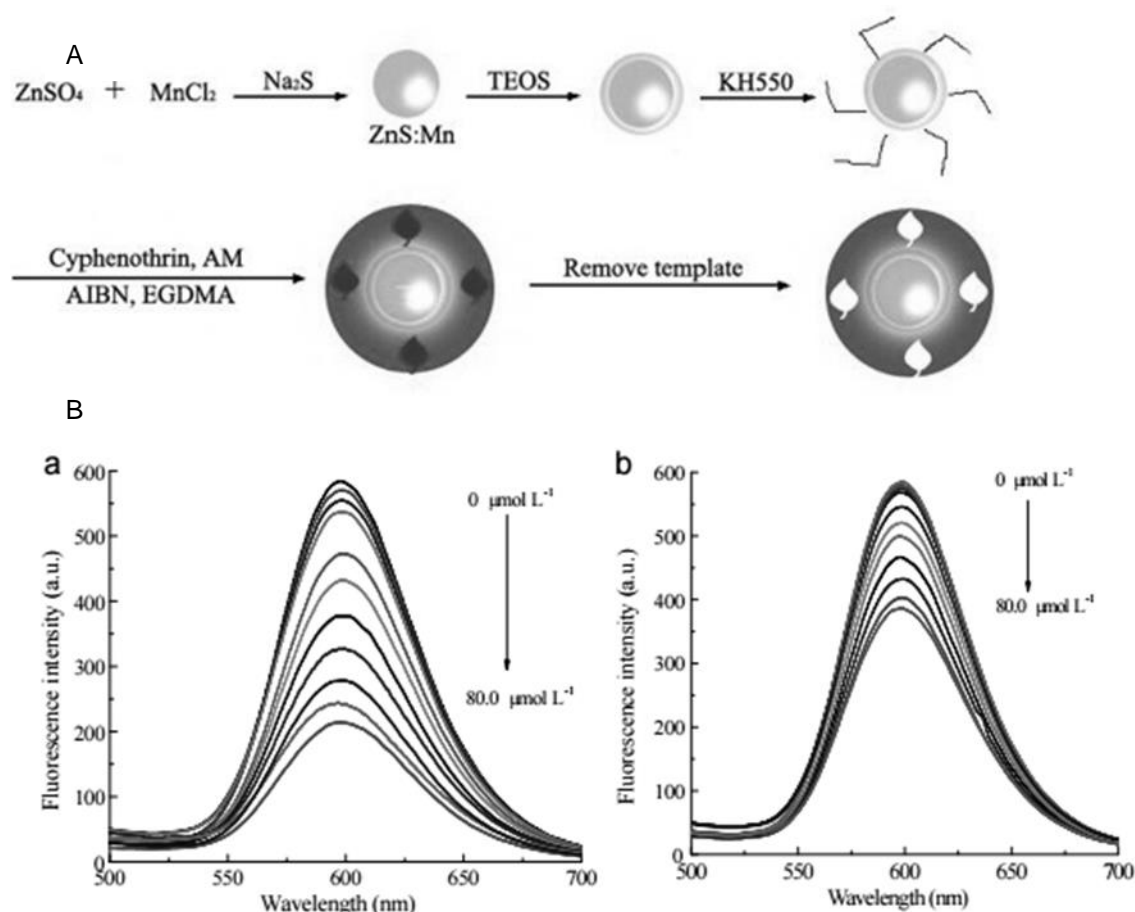 A
ZnSO₄ + MnCl₂ Na₂S TEOS KH550
ZnS:Mn
Cyphenothrin, AM Remove template
AIBN, EGDMA
B
a
600
500
400
300
200
100
0
500 550 600 650 700
Wavelength (nm)
Fluorescence intensity (a.u.)
0 μmol L⁻¹
80.0 μmol L⁻¹
b
600
500
400
300
200
100
0
500 550 600 650 700
Wavelength (nm)
Fluorescence intensity (a.u.)
0 μmol L⁻¹
80.0 μmol L⁻¹